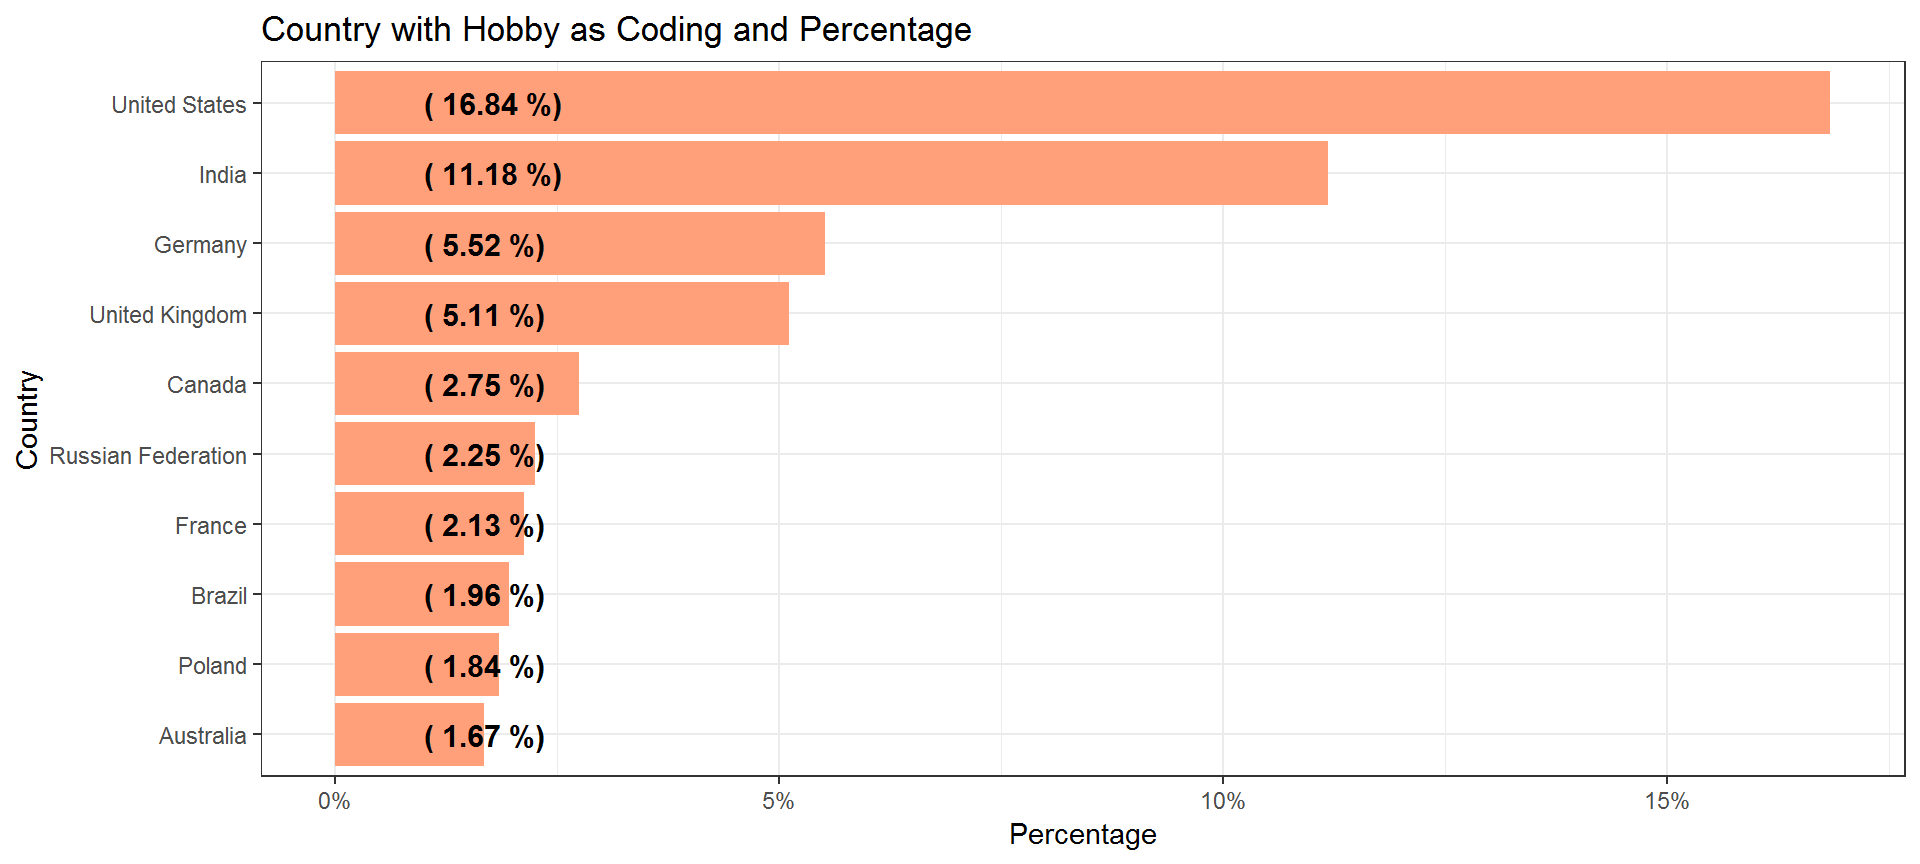 Country with Hobby as Coding and Percentage
United States ( 16.84 %)
India ( 11.18 %)
Germany ( 5.52 %)
United Kingdom ( 5.11 %)
Canada ( 2.75 %)
Russian Federation ( 2.25 %)
France ( 2.13 %)
Brazil ( 1.96 %)
Poland ( 1.84 %)
Australia ( 1.67 %)
Country
0% 5% 10% 15%
Percentage